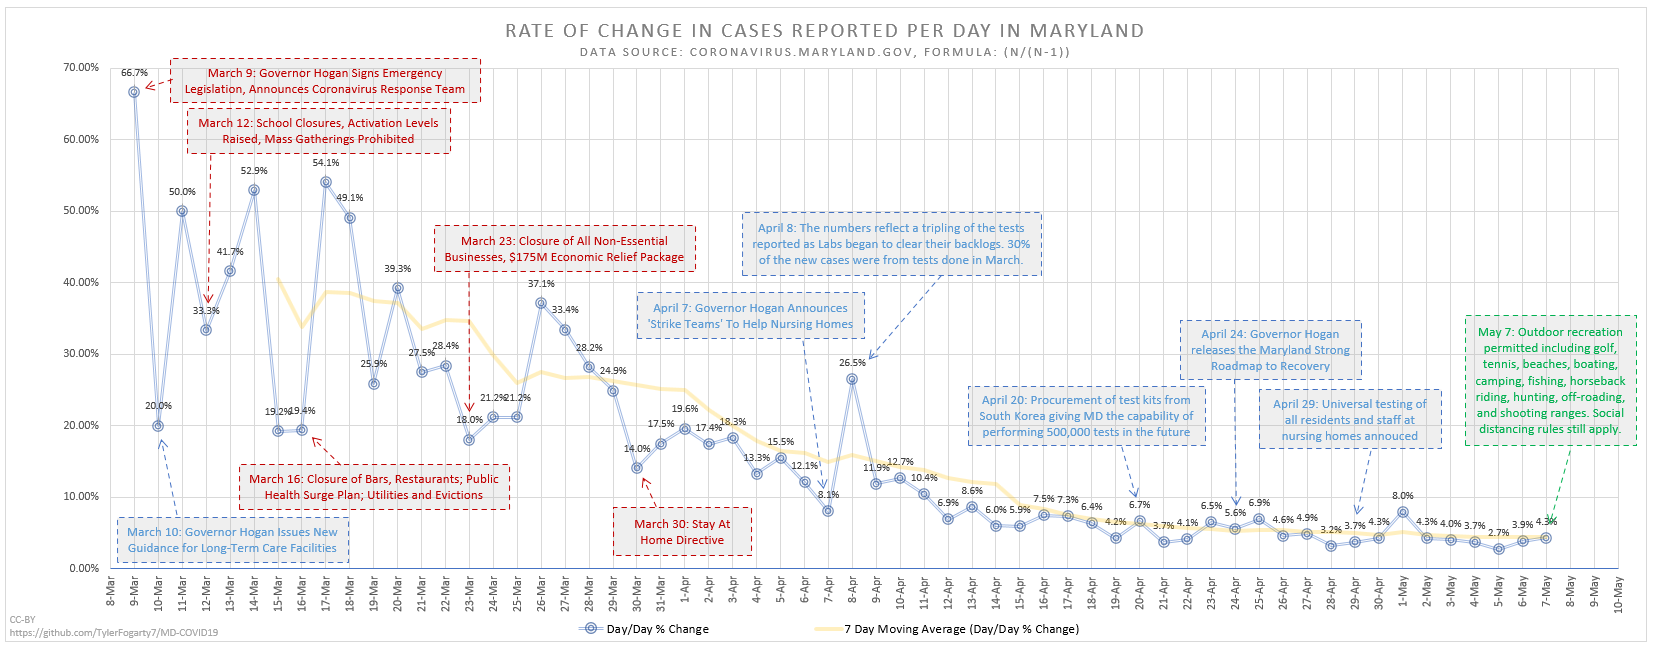 RATE OF CHANGE IN CASES REPORTED PER DAY IN MARYLAND
DATA SOURCE: CORONAVIRUS.MARYLAND.GOV, FORMULA: (N/(N-1))
70.00%
60.00%
50.00%
40.00%
30.00%
20.00%
10.00%
0.00%
66.7%
20.0%
50.0%
33.3%
41.7%
52.9%
19.2%
19.4%
54.1%
49.1%
25.9%
39.3%
27.5%
28.4%
18.0%
21.2%
21.2%
37.1%
33.4%
28.2%
24.9%
14.0%
17.5%
19.6%
17.4%
18.3%
13.3%
15.5%
12.1%
8.1%
26.5%
11.9%
12.7%
10.4%
6.9%
8.6%
6.0%
5.9%
7.5%
7.3%
6.4%
4.2%
6.7%
3.7%
4.1%
6.5%
5.6%
6.9%
4.6%
4.9%
3.2%
3.7%
4.3%
8.0%
4.3%
4.0%
3.7%
2.7%
3.9%
4.3%
March 9: Governor Hogan Signs Emergency
Legislation, Announces Coronavirus Response Team
March 12: School Closures, Activation Levels
Raised, Mass Gatherings Prohibited
March 23: Closure of All Non-Essential
Businesses, $175M Economic Relief Package
April 8: The numbers reflect a tripling of the tests
reported as Labs began to clear their backlogs. 30%
of the new cases were from tests done in March.
April 7: Governor Hogan Announces
'Strike Teams' To Help Nursing Homes
April 24: Governor Hogan
releases the Maryland Strong
Roadmap to Recovery
May 7: Outdoor recreation
permitted including golf,
tennis, beaches, boating,
camping, fishing, horseback
riding, hunting, off-roading,
and shooting ranges. Social
distancing rules still apply.
April 20: Procurement of test kits from
South Korea giving MD the capability of
performing 500,000 tests in the future
April 29: Universal testing of
all residents and staff at
nursing homes annouced
March 16: Closure of Bars, Restaurants; Public
Health Surge Plan; Utilities and Evictions
March 30: Stay At
Home Directive
March 10: Governor Hogan Issues New
Guidance for Long-Term Care Facilities
8-Mar
9-Mar
10-Mar
11-Mar
12-Mar
13-Mar
14-Mar
15-Mar
16-Mar
17-Mar
18-Mar
19-Mar
20-Mar
21-Mar
22-Mar
23-Mar
24-Mar
25-Mar
26-Mar
27-Mar
28-Mar
29-Mar
30-Mar
31-Mar
1-Apr
2-Apr
3-Apr
4-Apr
5-Apr
6-Apr
7-Apr
8-Apr
9-Apr
10-Apr
11-Apr
12-Apr
13-Apr
14-Apr
15-Apr
16-Apr
17-Apr
18-Apr
19-Apr
20-Apr
21-Apr
22-Apr
23-Apr
24-Apr
25-Apr
26-Apr
27-Apr
28-Apr
29-Apr
30-Apr
1-May
2-May
3-May
4-May
5-May
6-May
7-May
8-May
9-May
10-May
CC-BY
https://github.com/TylerFogarty7/MD-COVID19
Day/Day % Change
7 Day Moving Average (Day/Day % Change)